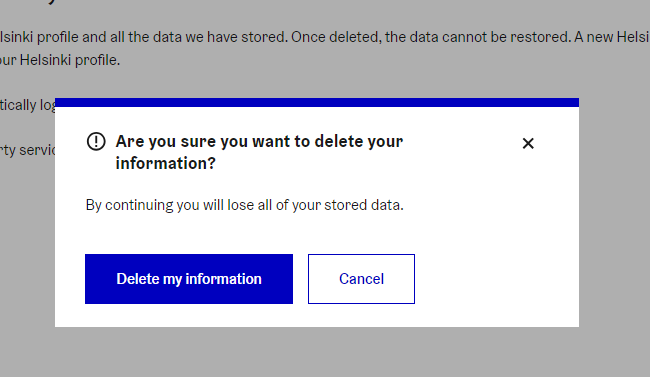 Helsinki profile and all the data we have stored. Once deleted, the data cannot be restored. A new Helsi
our Helsinki profile.
tically log
rty servic
Are you sure you want to delete your
information?
By continuing you will lose all of your stored data.
Delete my information
Cancel